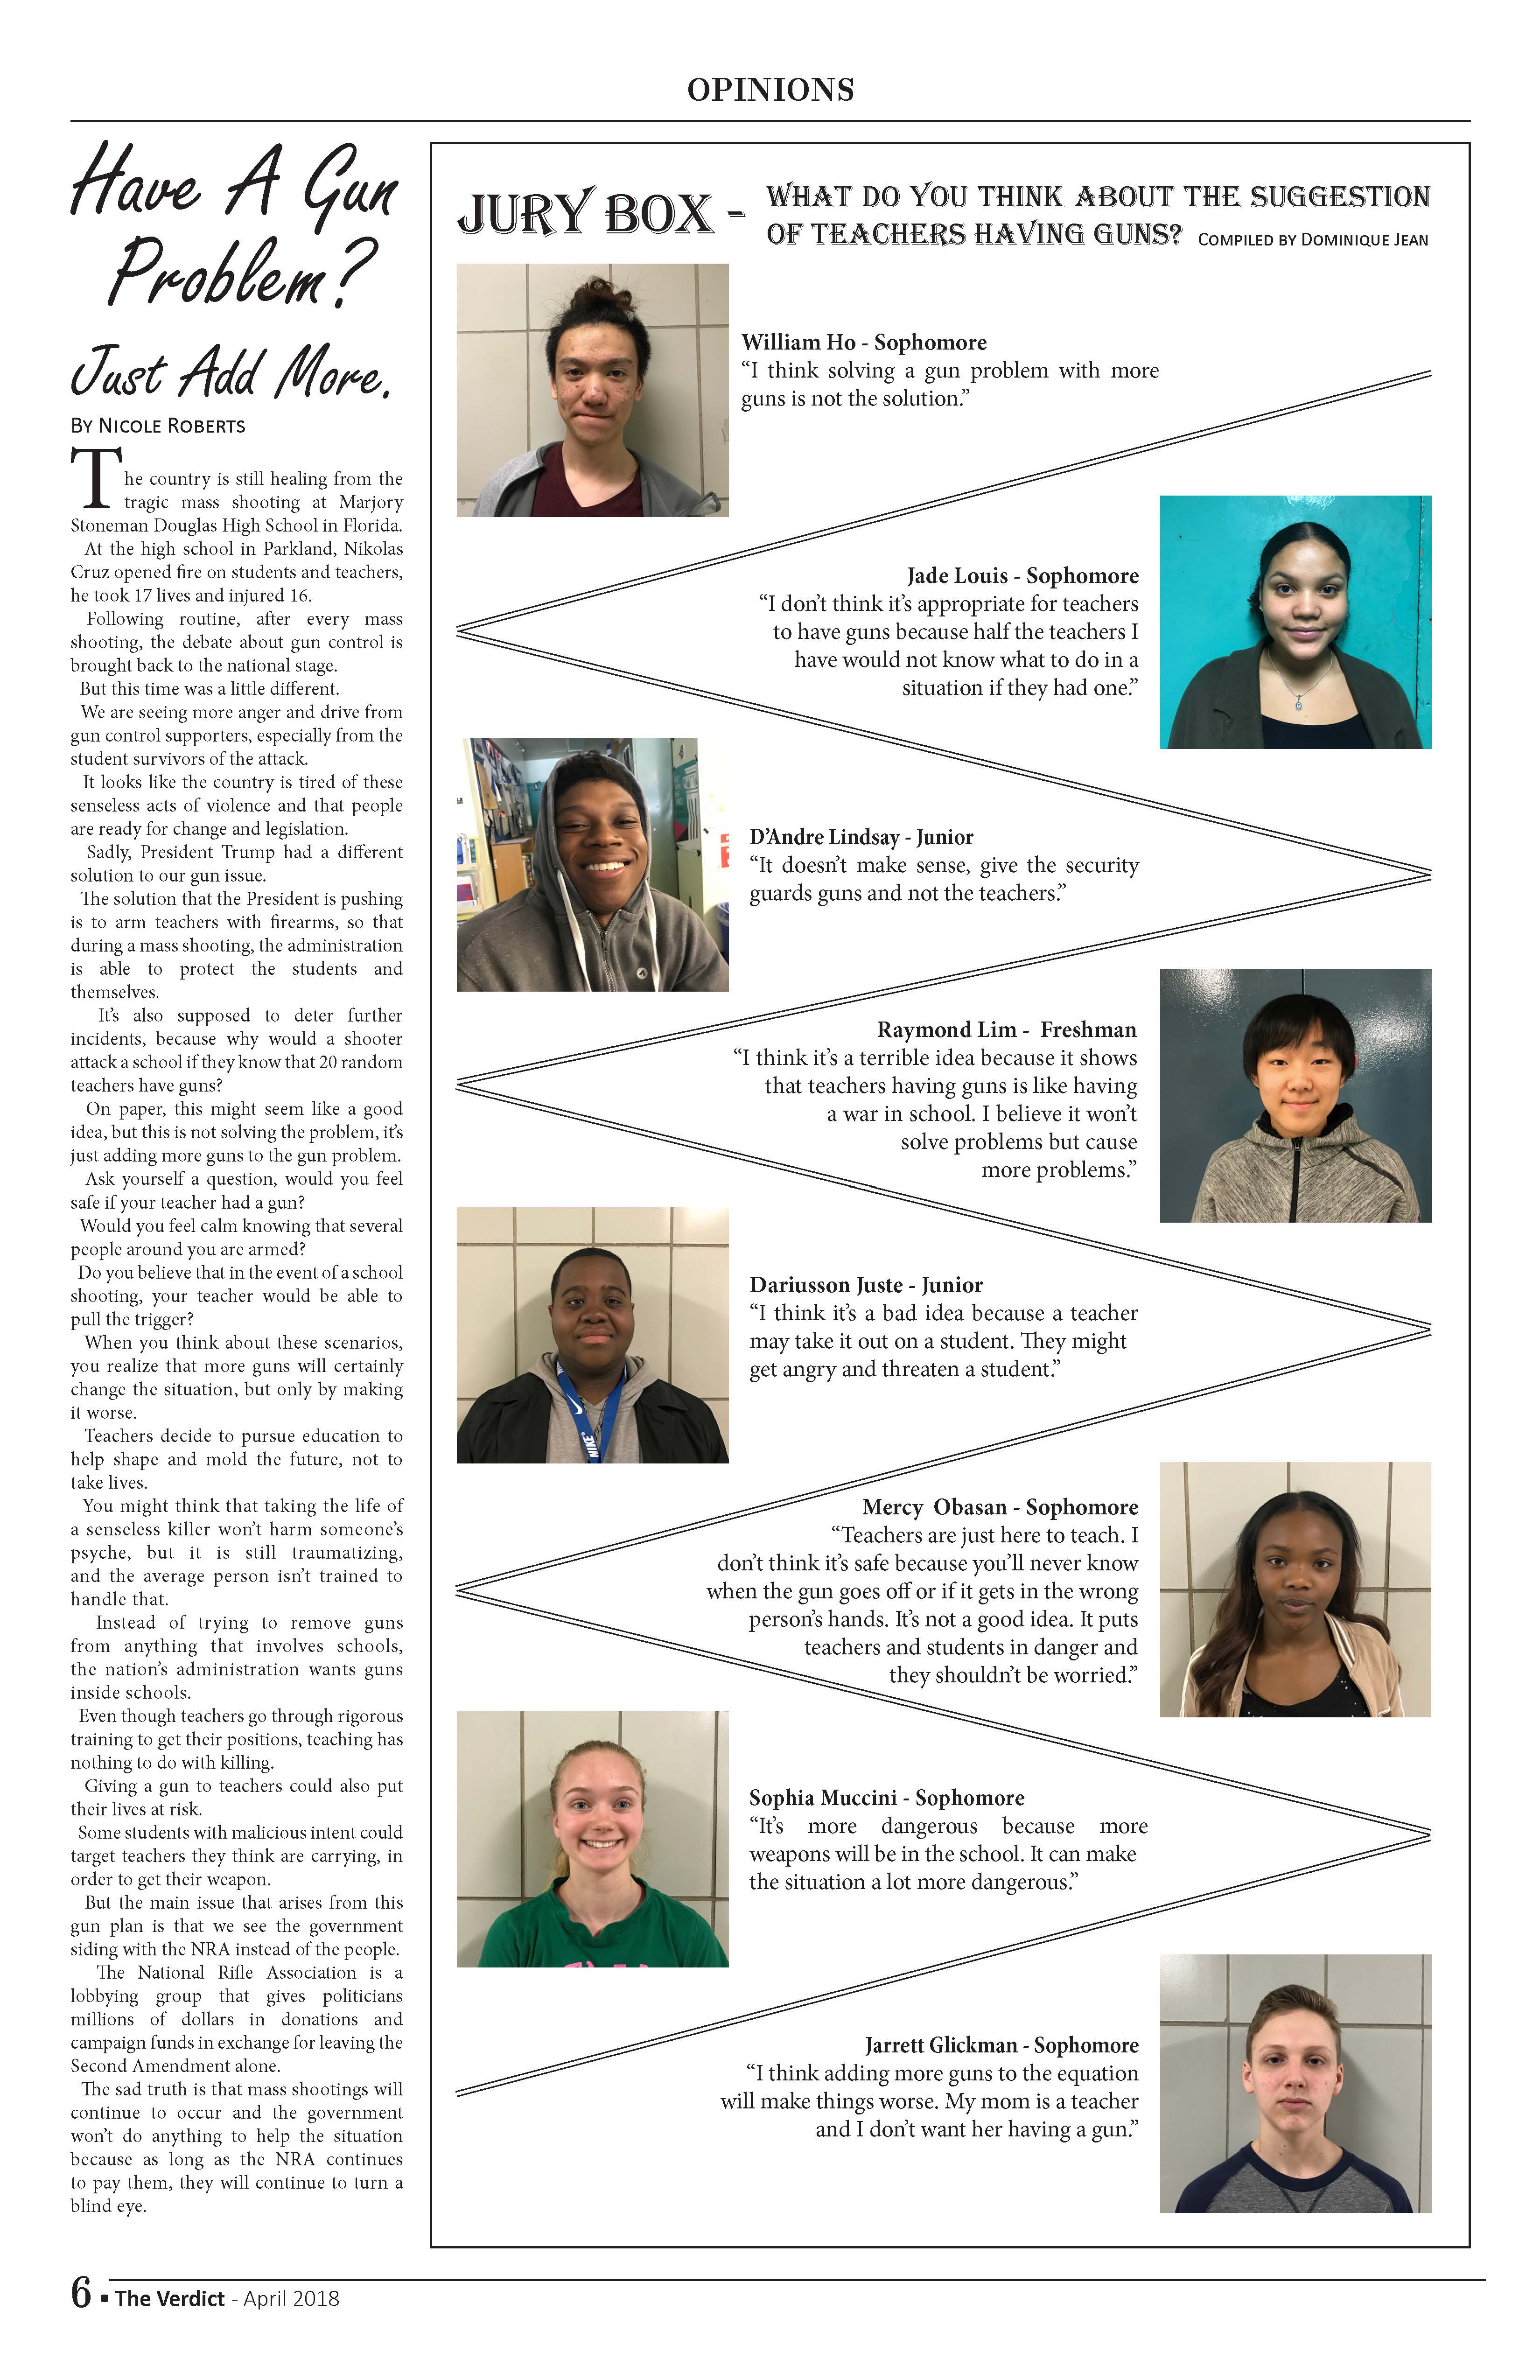 OPINIONS
Have A Gun
Problem?
Just Add More.
By Nicole Roberts
The country is still healing from the
tragic mass shooting at Marjory
Stoneman Douglas High School in Florida.
At the high school in Parkland, Nikolas
Cruz opened fire on students and teachers,
he took 17 lives and injured 16.
Following routine, after every mass
shooting, the debate about gun control is
brought back to the national stage.
But this time was a little different.
We are seeing more anger and drive from
gun control supporters, especially from the
student survivors of the attack.
It looks like the country is tired of these
senseless acts of violence and that people
are ready for change and legislation.
Sadly, President Trump had a different
solution to our gun issue.
The solution that the President is pushing
is to arm teachers with firearms, so that
during a mass shooting, the administration
is able to protect the students and
themselves.
It's also supposed to deter further
incidents, because why would a shooter
attack a school if they know that 20 random
teachers have guns?
On paper, this might seem like a good
idea, but this is not solving the problem, it's
just adding more guns to the gun problem.
Ask yourself a question, would you feel
safe if your teacher had a gun?
Would you feel calm knowing that several
people around you are armed?
Do you believe that in the event of a school
shooting, your teacher would be able to
pull the trigger?
When you think about these scenarios,
you realize that more guns will certainly
change the situation, but only by making
it worse.
Teachers decide to pursue education to
help shape and mold the future, not to
take lives.
You might think that taking the life of
a senseless killer won't harm someone's
psyche, but it is still traumatizing,
and the average person isn't trained to
handle that.
Instead of trying to remove guns
from anything that involves schools,
the nation's administration wants guns
inside schools.
Even though teachers go through rigorous
training to get their positions, teaching has
nothing to do with killing.
Giving a gun to teachers could also put
their lives at risk.
Some students with malicious intent could
target teachers they think are carrying, in
order to get their weapon.
But the main issue that arises from this
gun plan is that we see the government
siding with the NRA instead of the people.
The National Rifle Association is a
lobbying group that gives politicians
millions of dollars in donations and
campaign funds in exchange for leaving the
Second Amendment alone.
The sad truth is that mass shootings will
continue to occur and the government
won't do anything to help the situation
because as long as the NRA continues
to pay them, they will continue to turn a
blind eye.
JURY BOX - WHAT DO YOU THINK ABOUT THE SUGGESTION
OF TEACHERS HAVING GUNS? Compiled by Dominique Jean
William Ho - Sophomore
“I think solving a gun problem with more
guns is not the solution.”
Jade Louis - Sophomore
“I don't think it's appropriate for teachers
to have guns because half the teachers I
have would not know what to do in a
situation if they had one.”
D'Andre Lindsay - Junior
“It doesn't make sense, give the security
guards guns and not the teachers.”
Raymond Lim - Freshman
“I think it's a terrible idea because it shows
that teachers having guns is like having
a war in school. I believe it won't
solve problems but cause
more problems.”
Dariusson Juste - Junior
“I think it's a bad idea because a teacher
may take it out on a student. They might
get angry and threaten a student.”
NIKE
Mercy Obasan - Sophomore
“Teachers are just here to teach. I
don't think it's safe because you'll never know
when the gun goes off or if it gets in the wrong
person's hands. It's not a good idea. It puts
teachers and students in danger and
they shouldn't be worried.”
Sophia Muccini - Sophomore
“It's more dangerous because more
weapons will be in the school. It can make
the situation a lot more dangerous.”
Jarrett Glickman - Sophomore
“I think adding more guns to the equation
will make things worse. My mom is a teacher
and I don't want her having a gun.”
6 ▪ The Verdict - April 2018